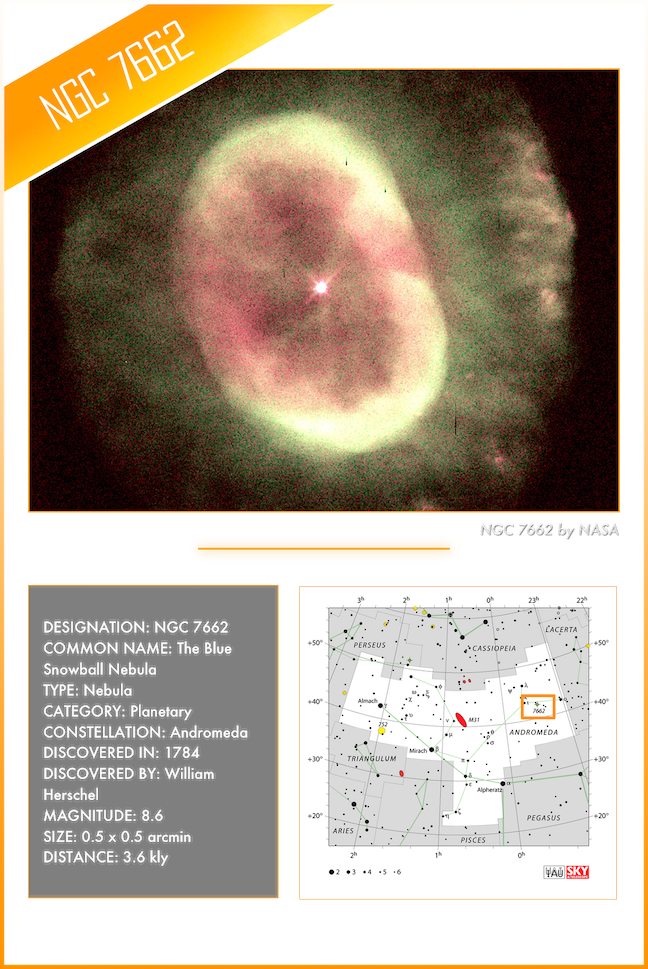 NGC 7662
NGC 7662 by NASA
DESIGNATION: NGC 7662
COMMON NAME: The Blue
Snowball Nebula
TYPE: Nebula
CATEGORY: Planetary
CONSTELLATION: Andromeda
DISCOVERED IN: 1784
DISCOVERED BY: William
Herschel
MAGNITUDE: 8.6
SIZE: 0.5 x 0.5 arcmin
DISTANCE: 3.6 kly
3h 2h 1h 0h 23h 22h
LACERTA
+50° PERSEUS CASSIOPEIA +50°
+40° Almach γ +40°
7662
M31
752
ANDROMEDA
Mirach β
+30° TRIANGULUM +30°
Alpheratz α
+20° +20°
ARIES PISCES PEGASUS
2h 1h 0h
2 3 4 5 6
IAU SKY